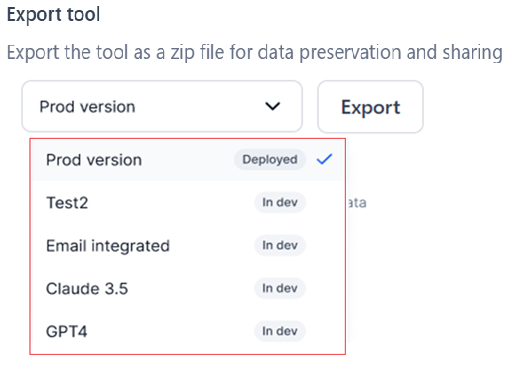 Export tool
Export the tool as a zip file for data preservation and sharing
Prod version Export
Prod version Deployed
Test2 In dev
Email integrated In dev
Claude 3.5 In dev
GPT4 In dev